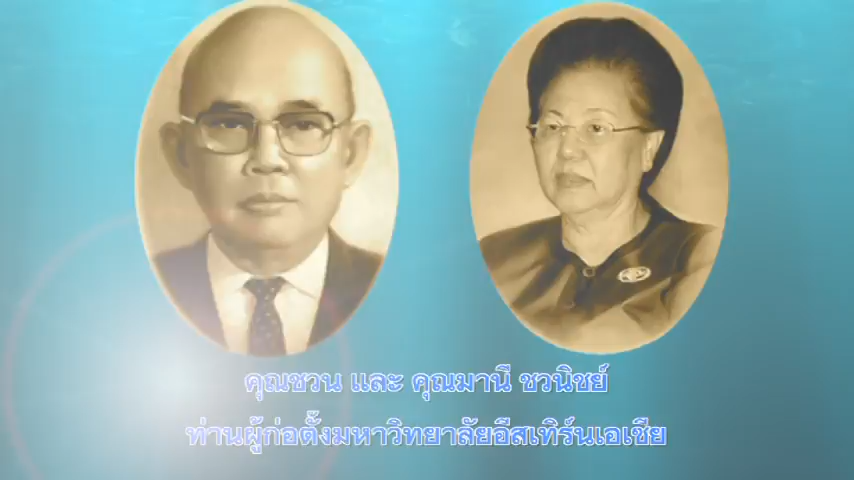 คุณชวน และ คุณมานี ชวนิชย์
ท่านผู้ก่อตั้งมหาวิทยาลัยอีสเทิร์นเอเชีย